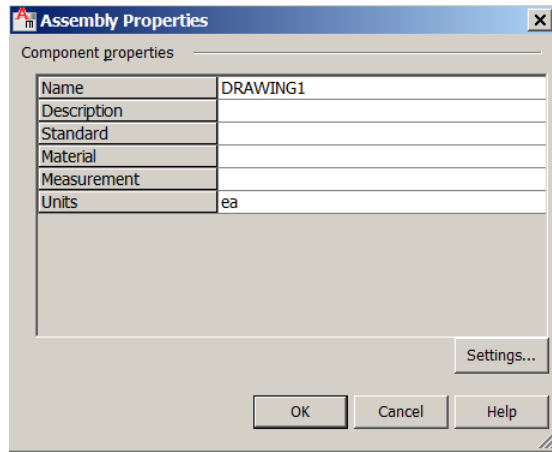 Assembly Properties
Component properties
Name DRAWING1
Description
Standard
Material
Measurement
Units ea
Settings...
OK Cancel Help